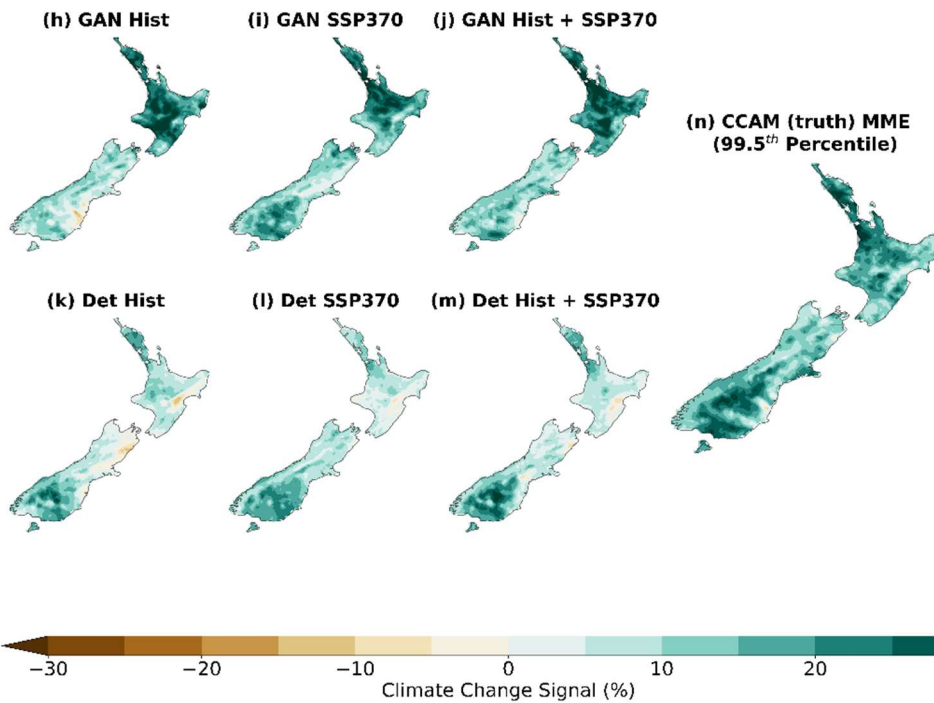 (h) GAN Hist
(i) GAN SSP370
(j) GAN Hist + SSP370
(n) CCAM (truth) MME
(99.5th Percentile)
(k) Det Hist
(l) Det SSP370
(m) Det Hist + SSP370
−30
−20
−10
0
10
20
Climate Change Signal (%)